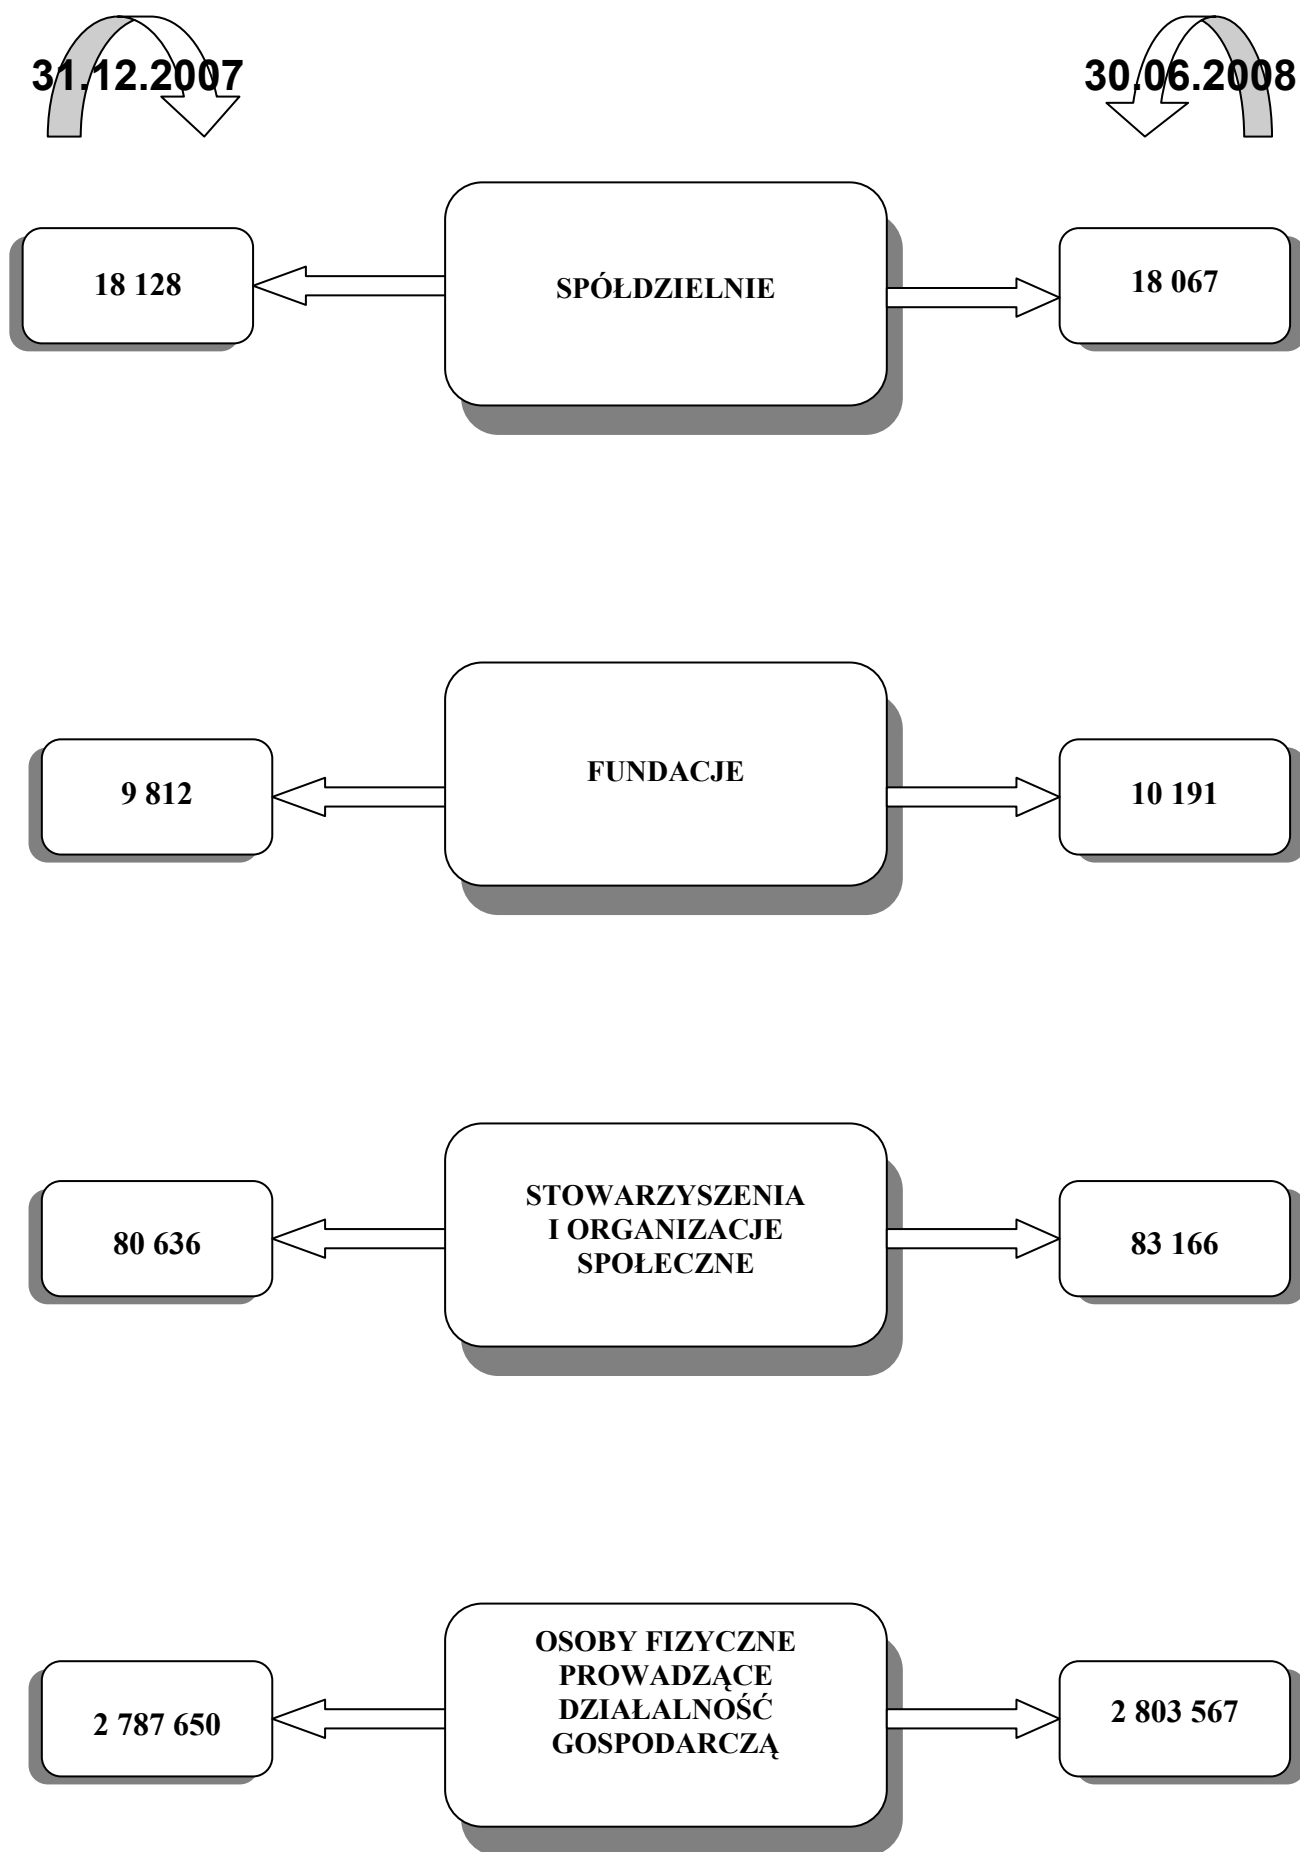 31.12.2007
30.06.2008
18 128
SPÓŁDZIELNIE
18 067
9 812
FUNDACJE
10 191
80 636
STOWARZYSZENIA
I ORGANIZACJE
SPOŁECZNE
83 166
2 787 650
OSOBY FIZYCZNE
PROWADZĄCE
DZIAŁALNOŚĆ
GOSPODARCZĄ
2 803 567